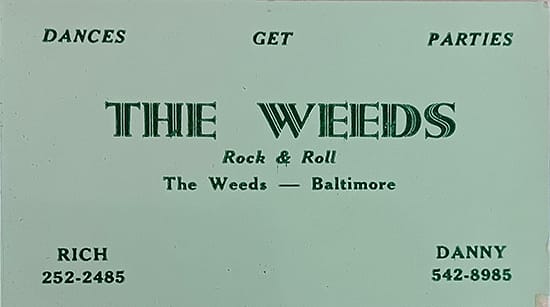 DANCES GET PARTIES
THE WEEDS
Rock & Roll
The Weeds — Baltimore
RICH DANNY
252-2485 542-8985